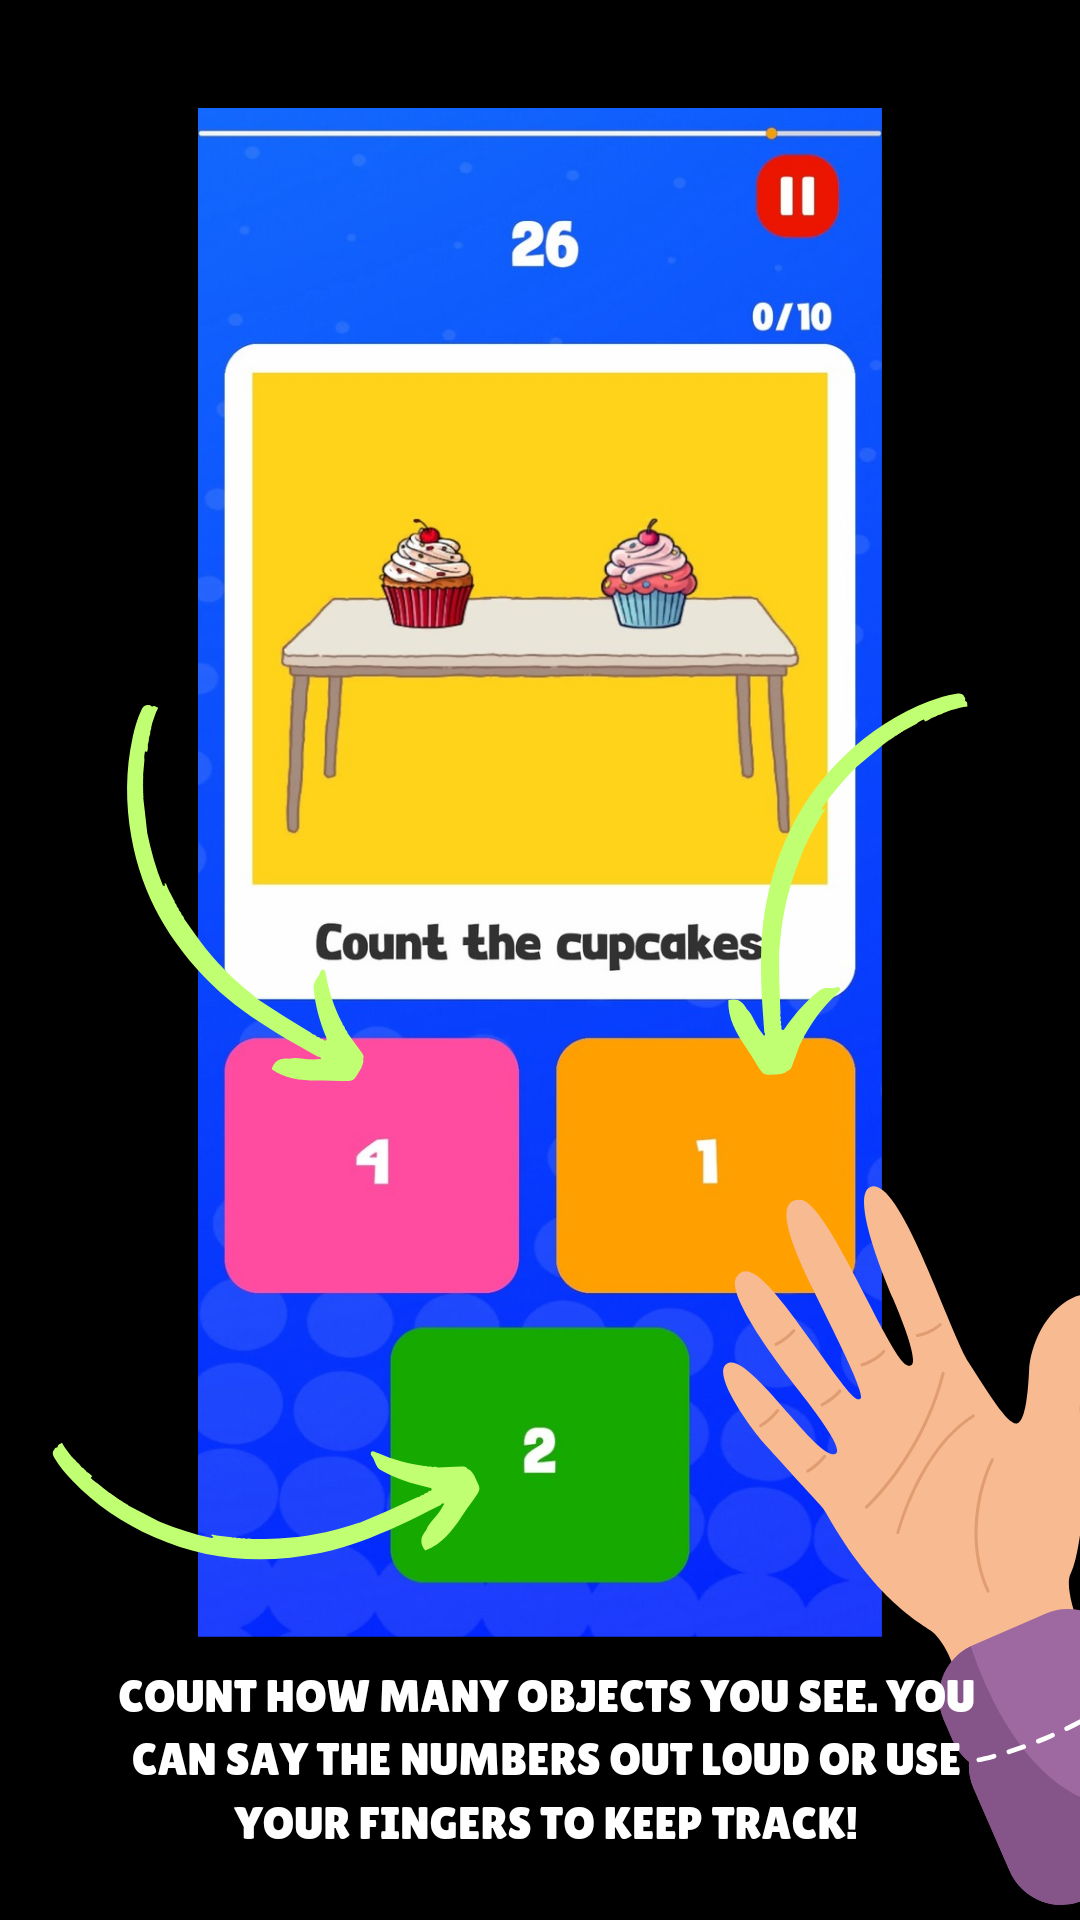 26
0/10
Count the cupcakes
4
1
2
COUNT HOW MANY OBJECTS YOU SEE. YOU
CAN SAY THE NUMBERS OUT LOUD OR USE
YOUR FINGERS TO KEEP TRACK!